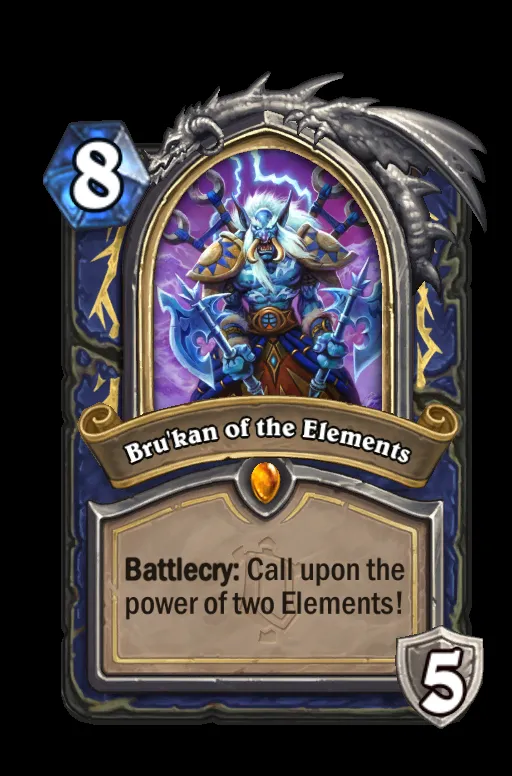 8
Bru'kan of the Elements
Battlecry: Call upon the
power of two Elements!
5